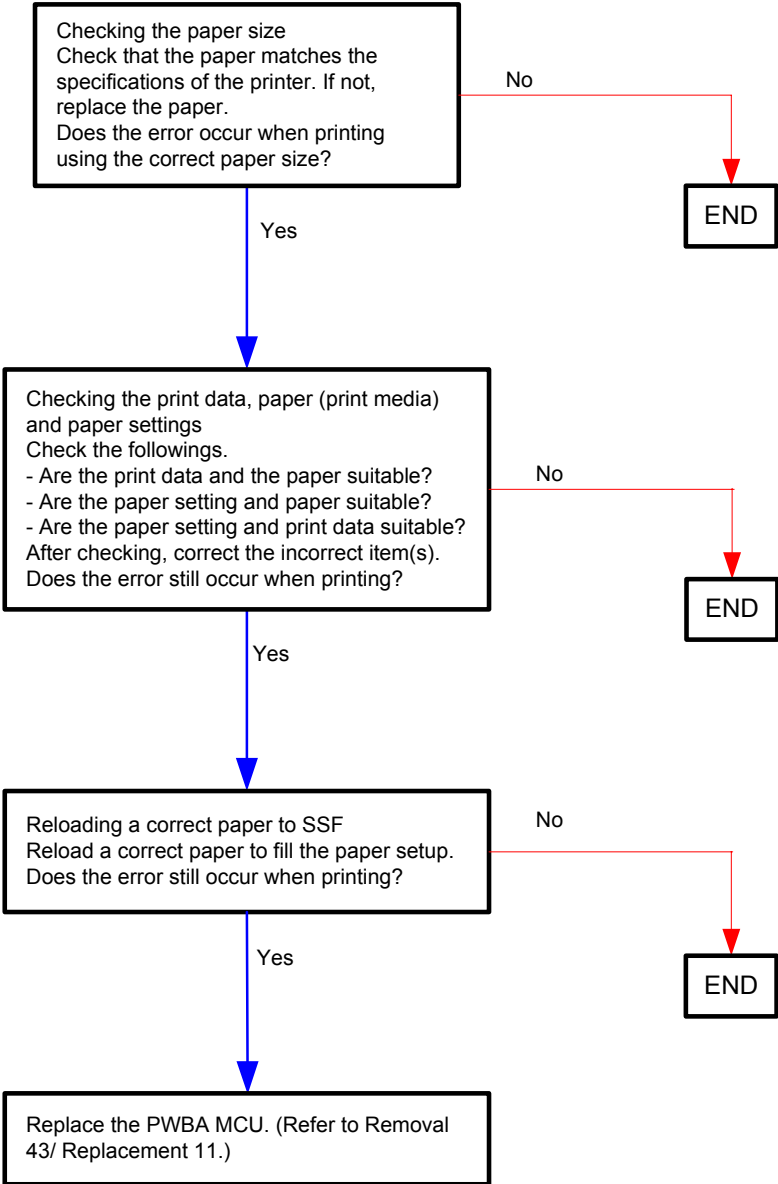 Checking the paper size
Check that the paper matches the
specifications of the printer. If not,
replace the paper.
Does the error occur when printing
using the correct paper size?
No
END
Yes
Checking the print data, paper (print media)
and paper settings
Check the followings.
- Are the print data and the paper suitable?
- Are the paper setting and paper suitable?
- Are the paper setting and print data suitable?
After checking, correct the incorrect item(s).
Does the error still occur when printing?
No
END
Yes
Reloading a correct paper to SSF
Reload a correct paper to fill the paper setup.
Does the error still occur when printing?
No
END
Yes
Replace the PWBA MCU. (Refer to Removal
43/ Replacement 11.)